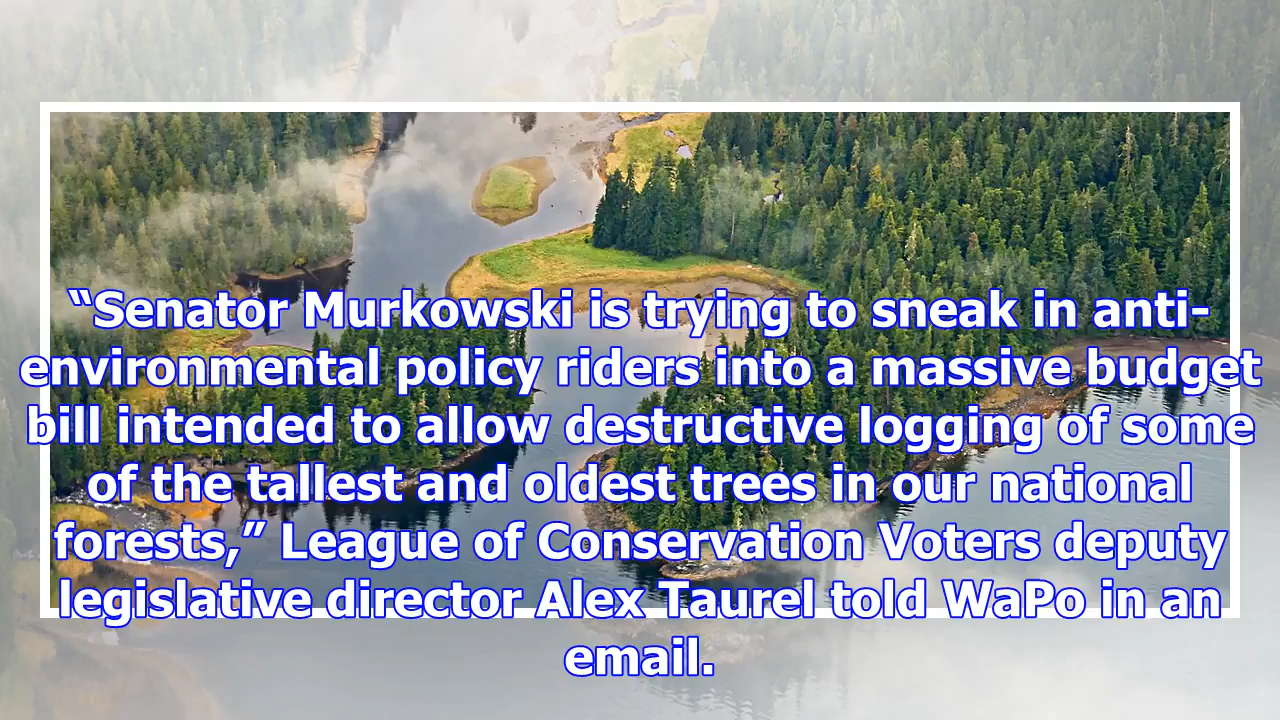 “Senator Murkowski is trying to sneak in anti-
environmental policy riders into a massive budget
bill intended to allow destructive logging of some
of the tallest and oldest trees in our national
forests,” League of Conservation Voters deputy
legislative director Alex Taurel told WaPo in an
email.